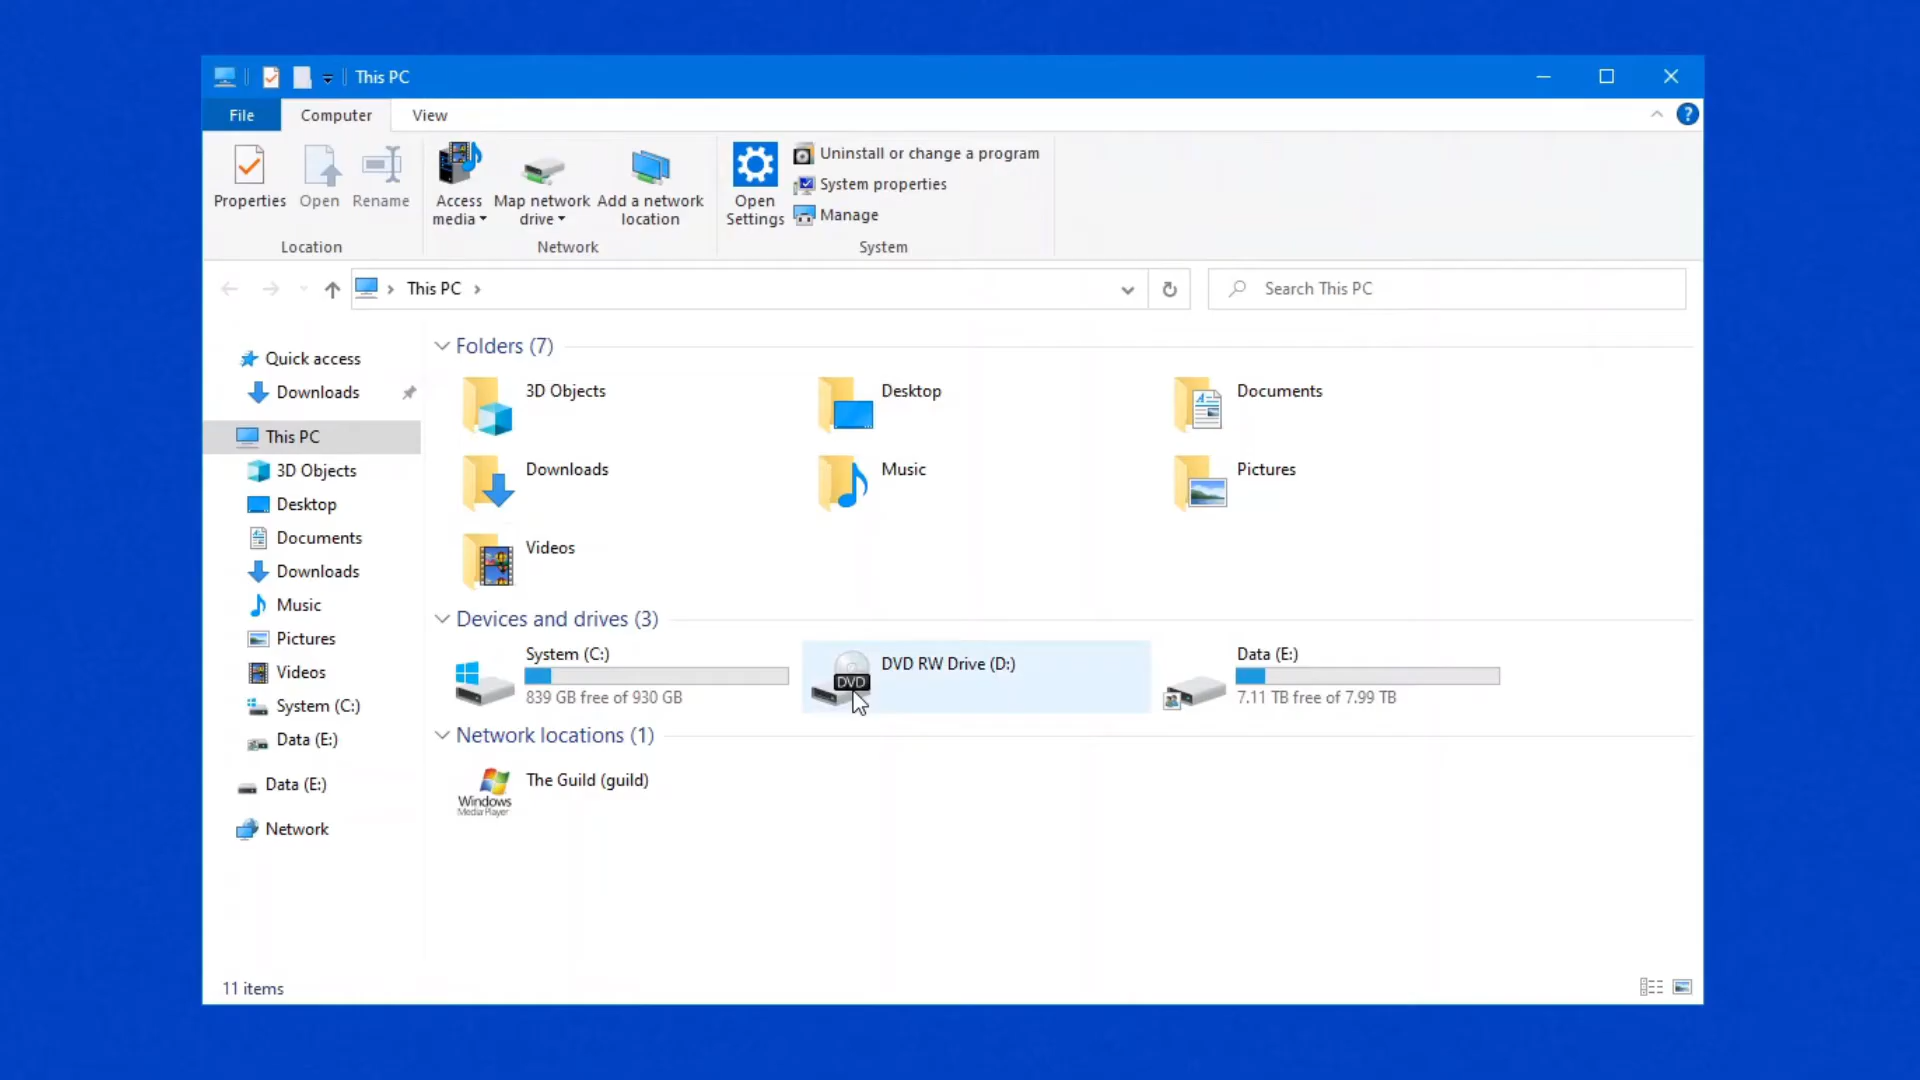 This PC
File
Computer
View
Properties
Open
Rename
Access media
Map network drive
Add a network location
Open Settings
Uninstall or change a program
System properties
Manage
Location
Network
System
This PC
Search This PC
Quick access
Downloads
This PC
3D Objects
Desktop
Documents
Downloads
Music
Pictures
Videos
System (C:)
Data (E:)
Data (E:)
Network
Folders (7)
3D Objects
Desktop
Documents
Downloads
Music
Pictures
Videos
Devices and drives (3)
System (C:)
839 GB free of 930 GB
DVD
DVD RW Drive (D:)
Data (E:)
7.11 TB free of 7.99 TB
Network locations (1)
Windows
Media Player
The Guild (guild)
11 items